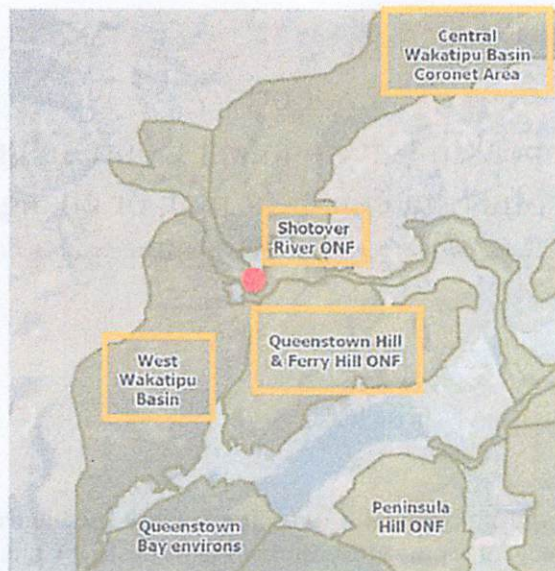 Central
Wakatipu Basin
Coronet Area
Shotover
River ONF
Queenstown Hill
& Ferry Hill ONF
West
Wakatipu
Basin
Peninsula
Hill ONF
Queenstown
Bay environs